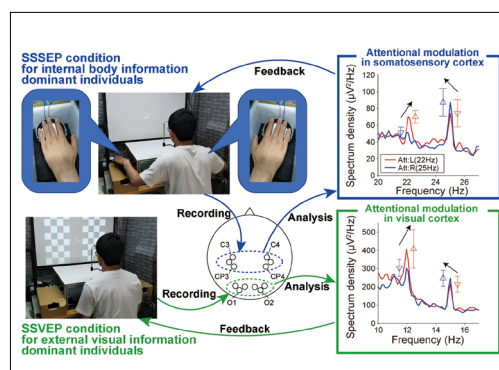 SSSEP condition
for internal body information
dominant individuals
Feedback
Attentional modulation
in somatosensory cortex
Spectrum density (μV²/Hz)
120
100
80
60
40
20
0
Att:L(22Hz)
Att:R(25Hz)
20 22 24 26
Frequency (Hz)
Recording
Analysis
C3
C4
CP3
CP4
O1
O2
Recording
Analysis
Attentional modulation
in visual cortex
Spectrum density (μV²/Hz)
500
400
300
200
100
0
10 12 14 16
Frequency (Hz)
SSVEP condition
for external visual information
dominant individuals
Feedback